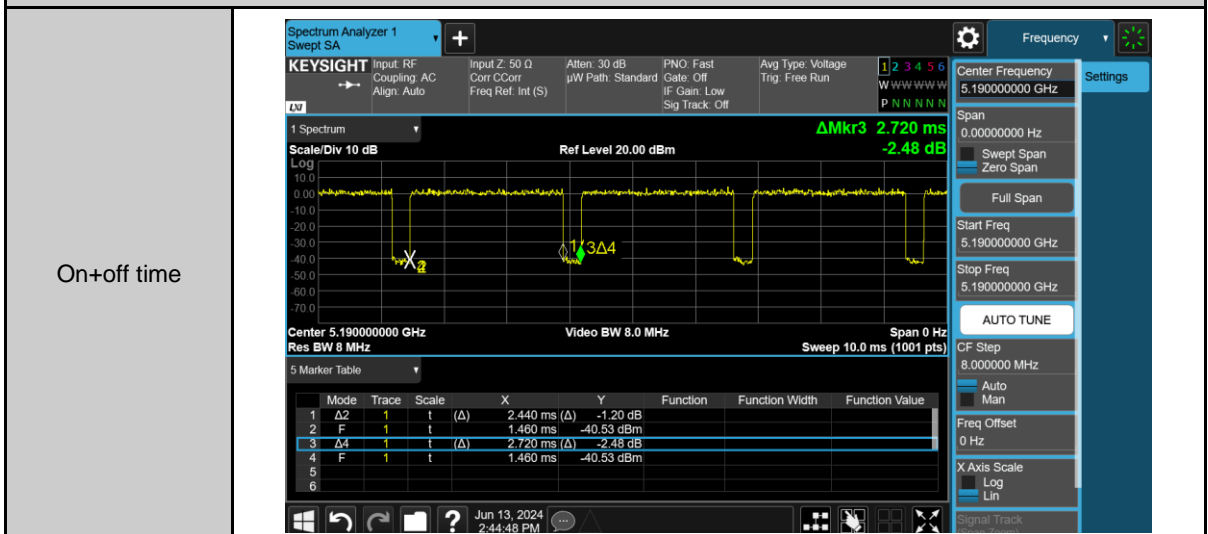 On+off time
Spectrum Analyzer 1
Swept SA
Frequency
KEYSIGHT
Input: RF
Coupling: AC
Align: Auto
Input Z: 50 Ω
Corr CCorr
Freq Ref: Int (S)
Atten: 30 dB
µW Path: Standard
PNO: Fast
Gate: Off
IF Gain: Low
Sig Track: Off
Avg Type: Voltage
Trig: Free Run
1 2 3 4 5 6
W W W W W W
P N N N N N
LXI
1 Spectrum
ΔMkr3 2.720 ms
-2.48 dB
Scale/Div 10 dB
Ref Level 20.00 dBm
Log
10.0
0.00
-10.0
-20.0
-30.0
-40.0
-50.0
-60.0
-70.0
3Δ4
Center 5.190000000 GHz
Video BW 8.0 MHz
Span 0 Hz
Res BW 8 MHz
Sweep 10.0 ms (1001 pts)
5 Marker Table
Mode Trace Scale X Y Function Function Width Function Value
1 Δ2 1 t (Δ) 2.440 ms (Δ) -1.20 dB
2 F 1 t 1.460 ms -40.53 dBm
3 Δ4 1 t (Δ) 2.720 ms (Δ) -2.48 dB
4 F 1 t 1.460 ms -40.53 dBm
5
6
Jun 13, 2024
2:44:48 PM
Center Frequency
5.190000000 GHz
Settings
Span
0.00000000 Hz
Swept Span
Zero Span
Full Span
Start Freq
5.190000000 GHz
Stop Freq
5.190000000 GHz
AUTO TUNE
CF Step
8.000000 MHz
Auto
Man
Freq Offset
0 Hz
X Axis Scale
Log
Lin
Signal Track
(Span Zoom)